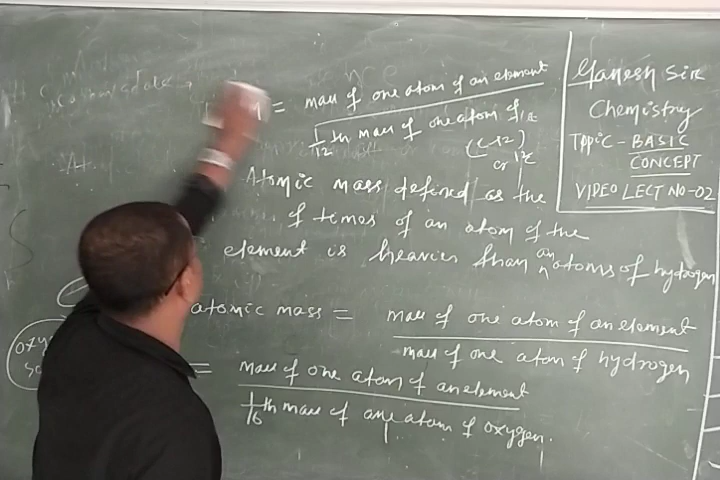 = mass of one atom of an element
1/12 th mass of one atom of 12C
(C-12)
or 12C
Atomic mass defined as the
of times of an atom of the
element is heavier than an atoms of hydrogen
atomic mass = mass of one atom of an element
mass of one atom of hydrogen
= mass of one atom of an element
1/16 th mass of one atom of oxygen.
Ganesh Sir
Chemistry
Toppic - BASIC
CONCEPT
VIDEO LECT NO-02